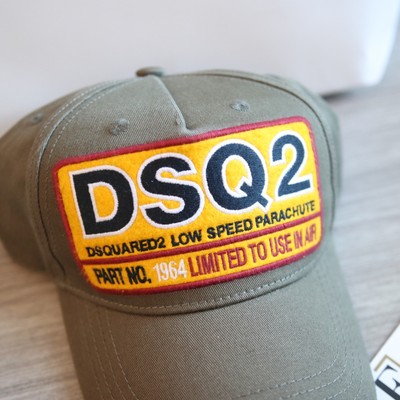 DSQ2
DSQUARED2 LOW SPEED PARACHUTE
PART NO. 1964 LIMITED TO USE IN AIR